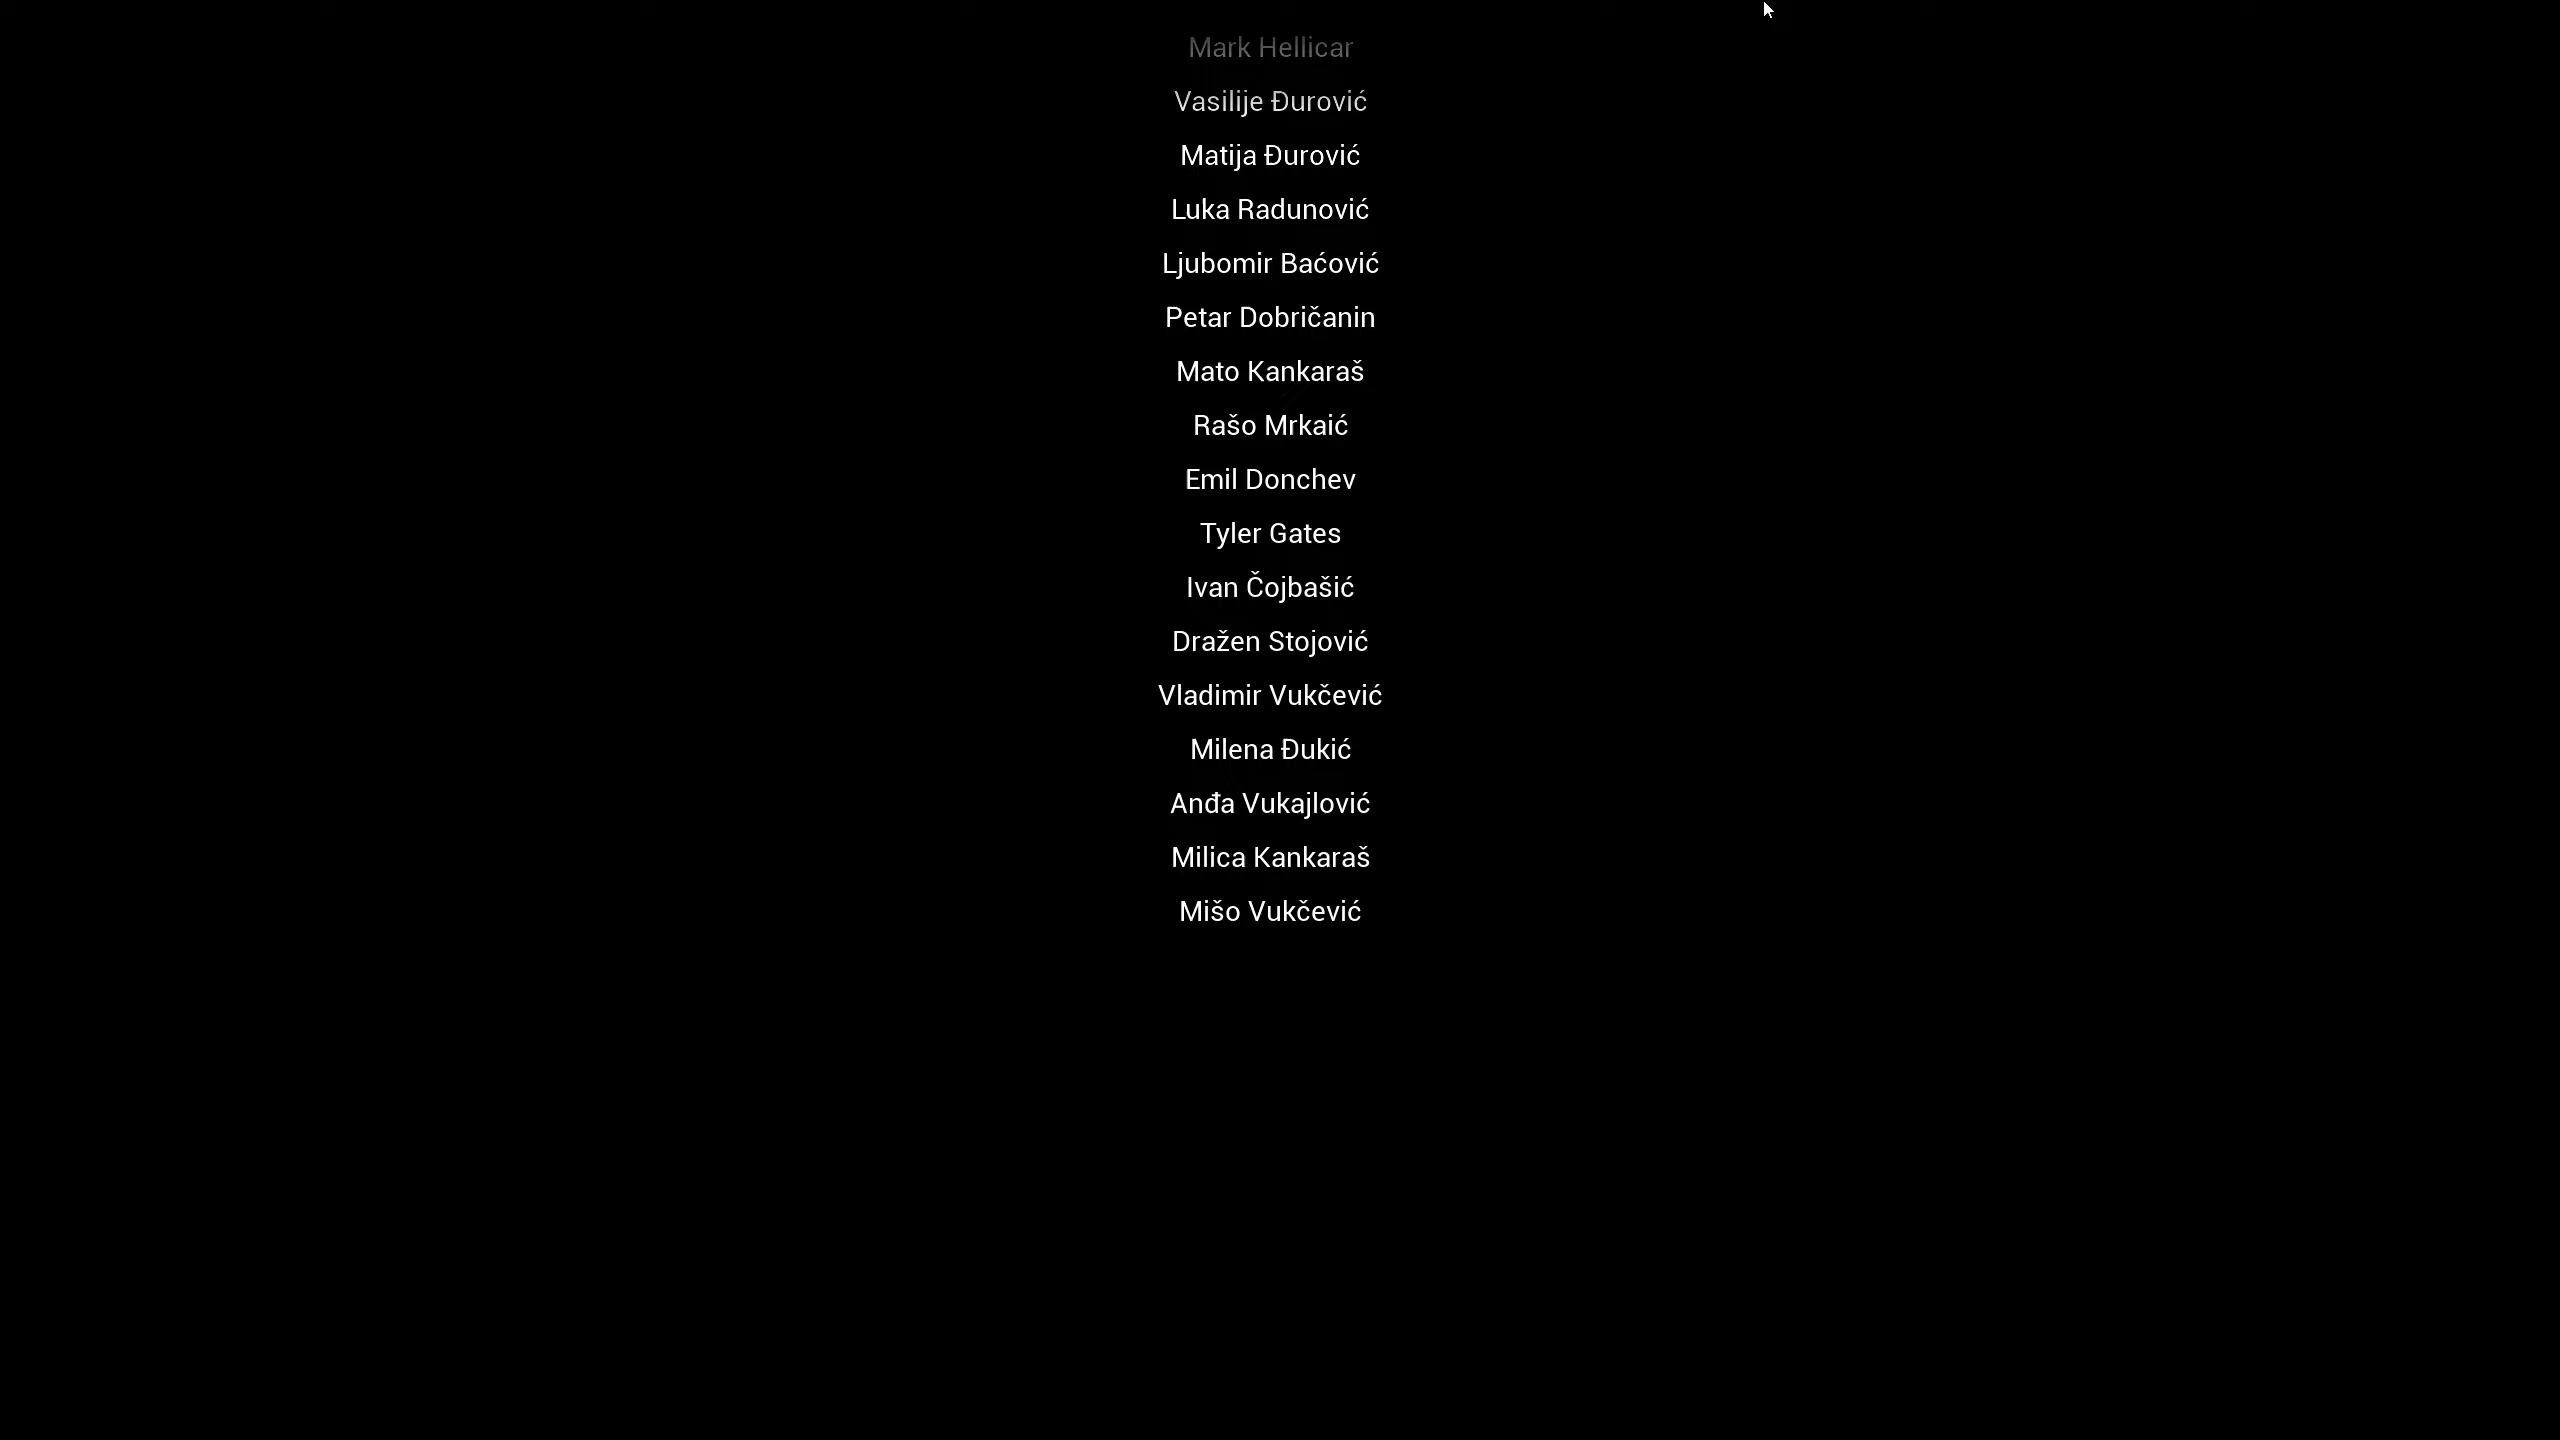 Mark Hellicar
Vasilije Đurović
Matija Đurović
Luka Radunović
Ljubomir Baćović
Petar Dobričanin
Mato Kankaraš
Rašo Mrkaić
Emil Donchev
Tyler Gates
Ivan Čojbašić
Dražen Stojović
Vladimir Vukčević
Milena Đukić
Anđa Vukajlović
Milica Kankaraš
Mišo Vukčević